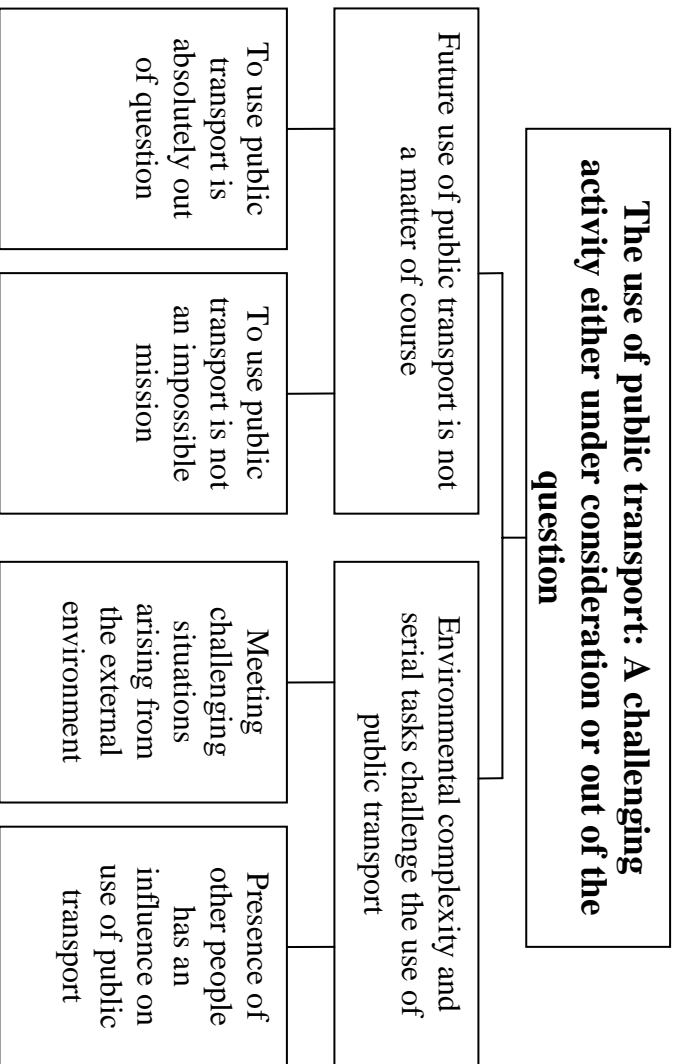 The use of public transport: A challenging
activity either under consideration or out of the
question
Future use of public transport is not
a matter of course
Environmental complexity and
serial tasks challenge the use of
public transport
To use public
transport is
absolutely out
of question
To use public
transport is not
an impossible
mission
Meeting
challenging
situations
arising from
the external
environment
Presence of
other people
has an
influence on
use of public
transport